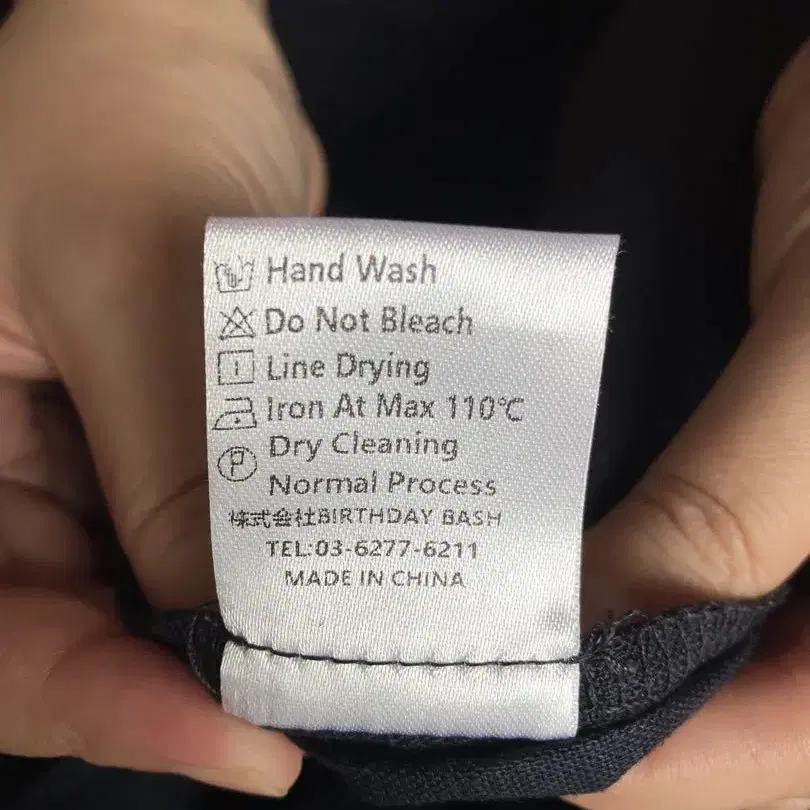 Hand Wash
Do Not Bleach
Line Drying
Iron At Max 110℃
P Dry Cleaning
Normal Process
株式会社BIRTHDAY BASH
TEL:03-6277-6211
MADE IN CHINA